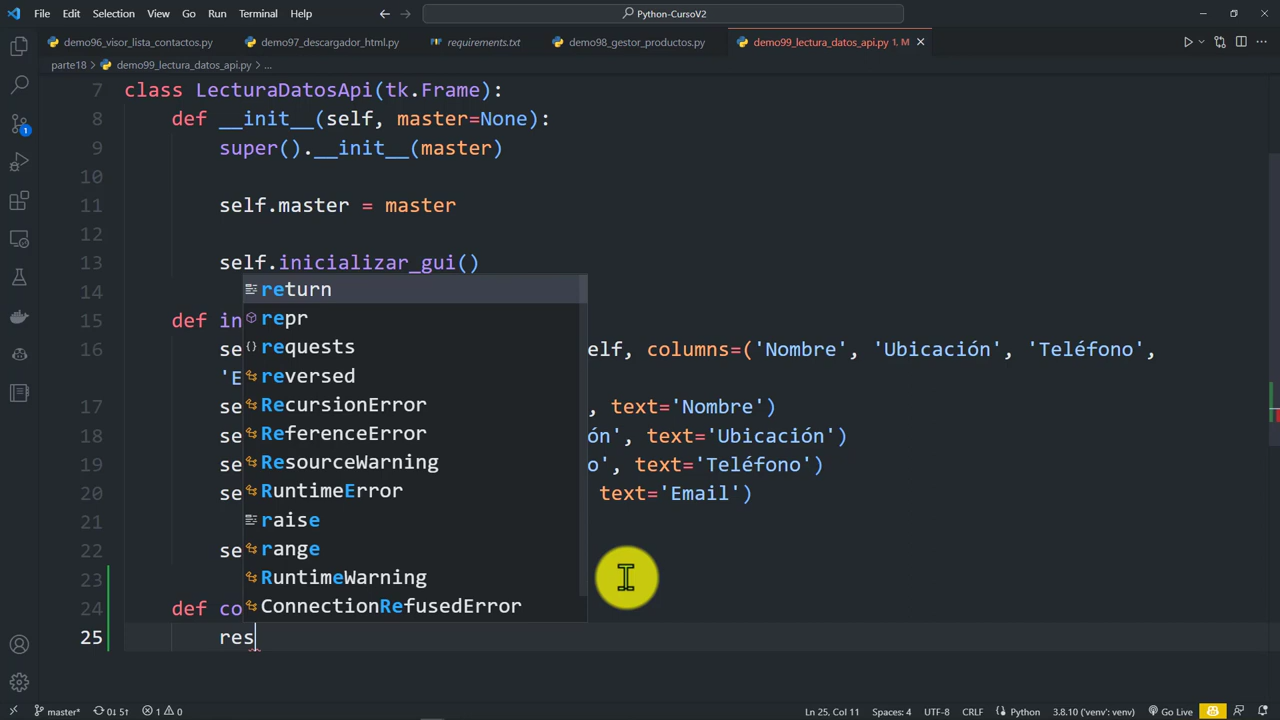 File Edit Selection View Go Run Terminal Help Python-CursoV2
demo96_visor_lista_contactos.py demo97_descargador_html.py requirements.txt demo98_gestor_productos.py demo99_lectura_datos_api.py 1, M
parte18 > demo99_lectura_datos_api.py > ...
7 class LecturaDatosApi(tk.Frame):
8 def __init__(self, master=None):
9 super().__init__(master)
10
11 self.master = master
12
13 self.inicializar_gui()
14
return
15 def in
repr
16 se elf, columns=('Nombre', 'Ubicación', 'Teléfono',
requests
'E
reversed
17 se , text='Nombre')
RecursionError
18 se ón', text='Ubicación')
ReferenceError
19 se o', text='Teléfono')
ResourceWarning
20 se text='Email')
RuntimeError
21
raise
22 se
range
23
RuntimeWarning
24 def co
ConnectionRefusedError
25 res
master* 0↓ 5↑ 1 0 Ln 25, Col 11 Spaces: 4 UTF-8 CRLF Python 3.8.10 ('venv': venv) Go Live